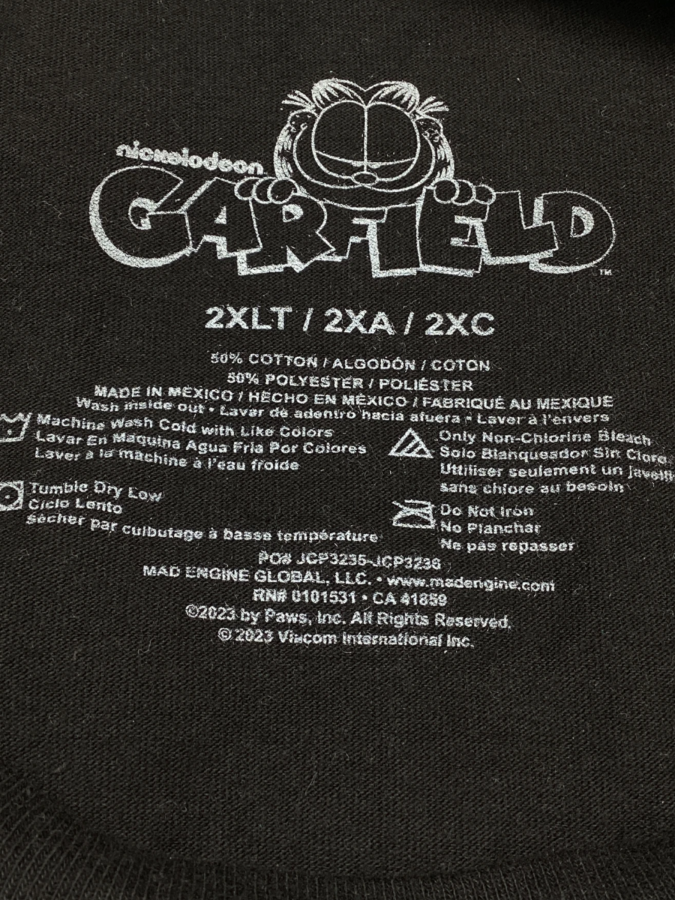 nickelodeon
GARFIELD
™
2XLT / 2XA / 2XC
50% COTTON / ALGODÓN / COTON
50% POLYESTER / POLIÉSTER
MADE IN MÉXICO / HECHO EN MÉXICO / FABRIQUÉ AU MEXIQUE
Wash inside out • Lavar de adentro hacia afuera • Laver à l'envers
Machine Wash Cold with Like Colors
Lavar En Maquina Agua Fria Por Colores
Laver à la machine à l'eau froide
Only Non-Chlorine Bleach
Solo Blanqueador Sin Cloro
Uttiliser seulement un javell
sans chlore au besoin
Tumble Dry Low
Ciclo Lento
Sécher par culbutage à basse température
Do Not Iron
No Planchar
Ne pas repasser
PO# JCP3235-JCP3236
MAD ENGINE GLOBAL, LLC. • www.madengine.com
RN# 0101531 • CA 41859
©2023 by Paws, Inc. All Rights Reserved.
© 2023 Viacom International Inc.